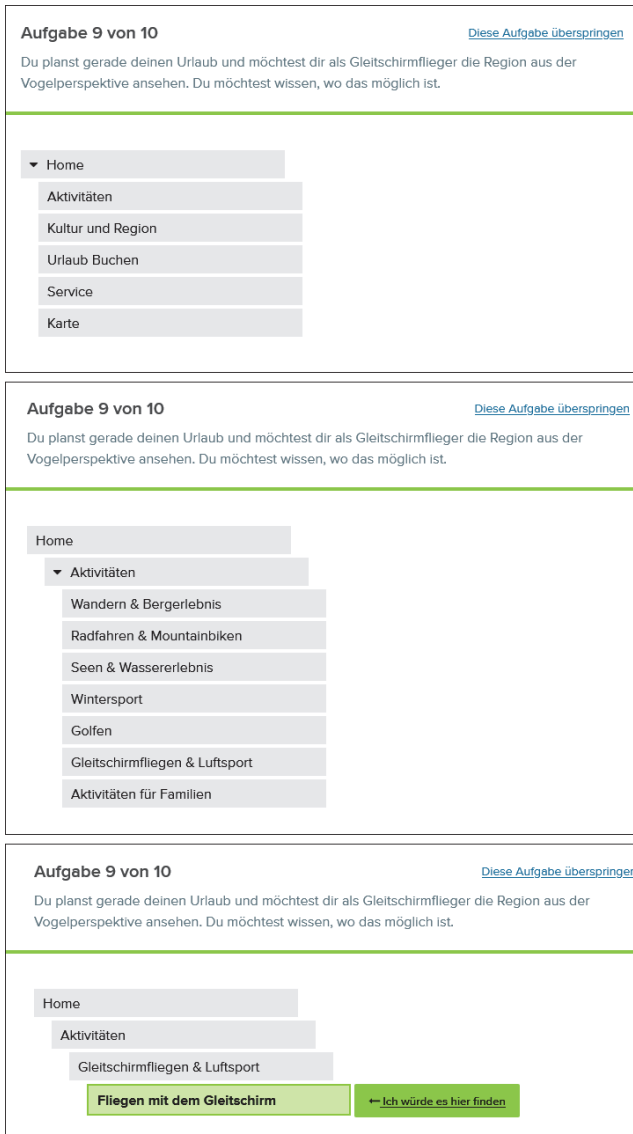 Aufgabe 9 von 10
Diese Aufgabe überspringen
Du planst gerade deinen Urlaub und möchtest dir als Gleitschirmflieger die Region aus der
Vogelperspektive ansehen. Du möchtest wissen, wo das möglich ist.
Home
Aktivitäten
Kultur und Region
Urlaub Buchen
Service
Karte
Aufgabe 9 von 10
Diese Aufgabe überspringen
Du planst gerade deinen Urlaub und möchtest dir als Gleitschirmflieger die Region aus der
Vogelperspektive ansehen. Du möchtest wissen, wo das möglich ist.
Home
Aktivitäten
Wandern & Bergerlebnis
Radfahren & Mountainbiken
Seen & Wassererlebnis
Wintersport
Golfen
Gleitschirmfliegen & Luftsport
Aktivitäten für Familien
Aufgabe 9 von 10
Diese Aufgabe überspringen
Du planst gerade deinen Urlaub und möchtest dir als Gleitschirmflieger die Region aus der
Vogelperspektive ansehen. Du möchtest wissen, wo das möglich ist.
Home
Aktivitäten
Gleitschirmfliegen & Luftsport
Fliegen mit dem Gleitschirm
←Ich würde es hier finden